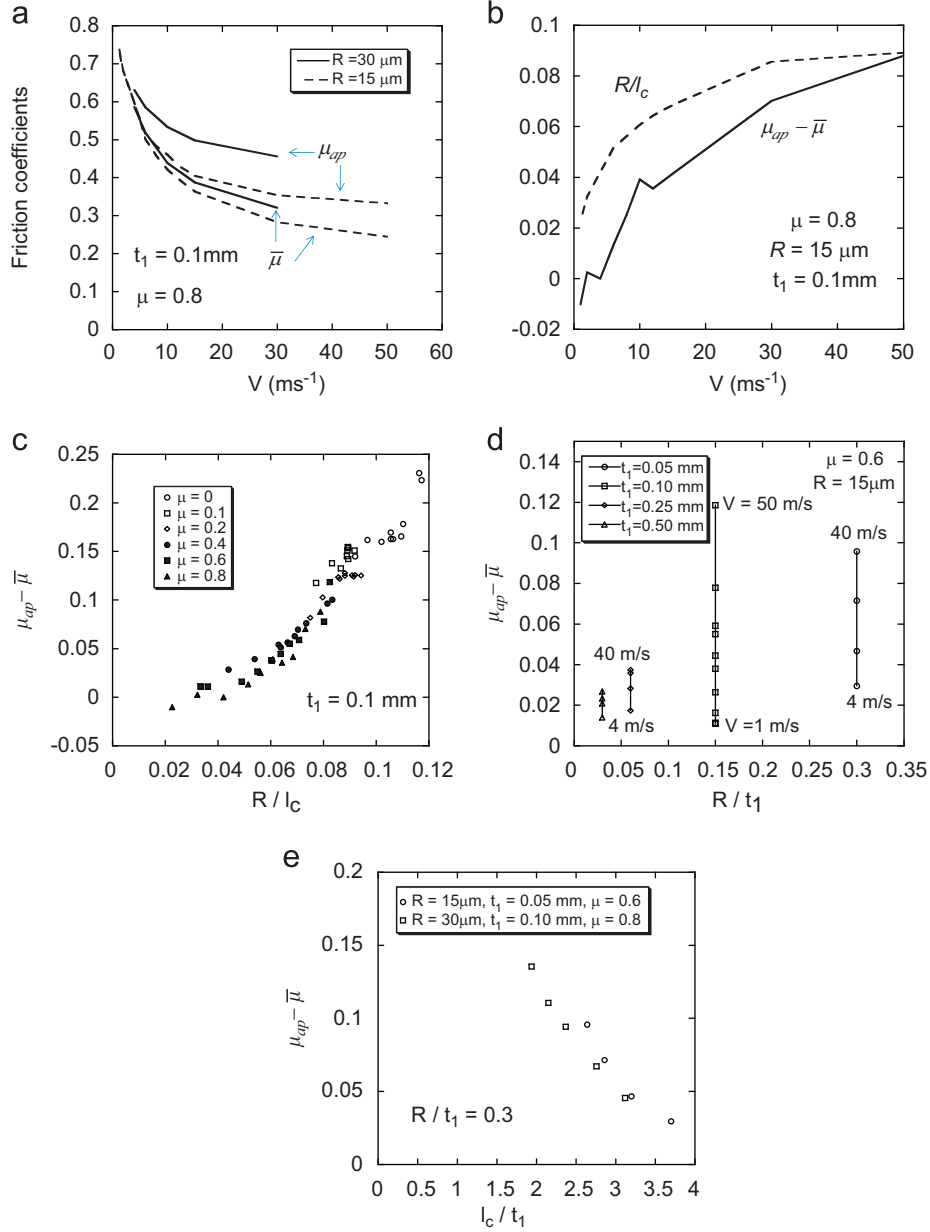 a
0.8
0.7
0.6
0.5
0.4
0.3
0.2
0.1
0
Friction coefficients
R =30 μm
R =15 μm
μap
μ̅
t1 = 0.1mm
μ = 0.8
0 10 20 30 40 50 60
V (ms-1)
b
0.1
0.08
0.06
0.04
0.02
0
-0.02
R/lc
μap − μ̅
μ = 0.8
R = 15 μm
t1 = 0.1mm
0 10 20 30 40 50
V (ms-1)
c
0.25
0.2
0.15
0.1
0.05
0
-0.05
μap − μ̅
μ = 0
μ = 0.1
μ = 0.2
μ = 0.4
μ = 0.6
μ = 0.8
t1 = 0.1 mm
0 0.02 0.04 0.06 0.08 0.1 0.12
R / lc
d
0.14
0.12
0.1
0.08
0.06
0.04
0.02
0
μap − μ̅
t1=0.05 mm
t1=0.10 mm
t1=0.25 mm
t1=0.50 mm
μ = 0.6
R = 15μm
V = 50 m/s
40 m/s
40 m/s
4 m/s
V =1 m/s
4 m/s
0 0.05 0.1 0.15 0.2 0.25 0.3 0.35
R / t1
e
0.2
0.15
0.1
0.05
0
μap − μ̅
R = 15μm, t1 = 0.05 mm, μ = 0.6
R = 30μm, t1 = 0.10 mm, μ = 0.8
R / t1 = 0.3
0 0.5 1 1.5 2 2.5 3 3.5 4
lc / t1